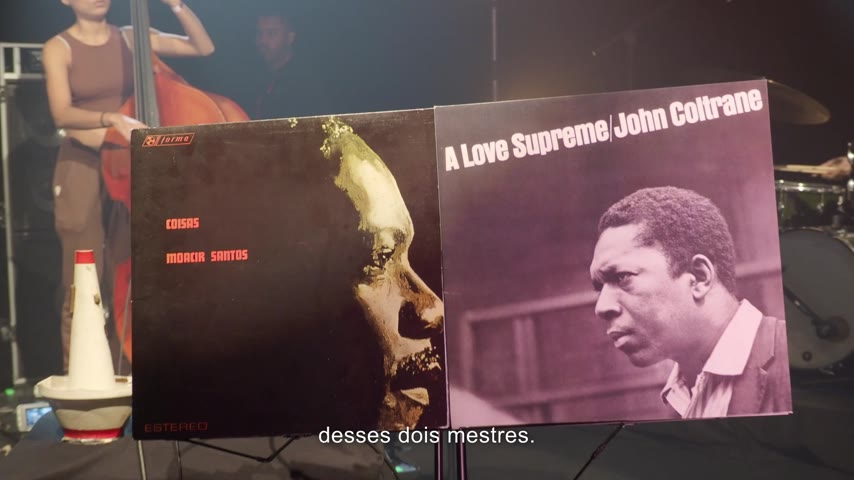 forma
COISAS
MOACIR SANTOS
ESTEREO
A Love Supreme/John Coltrane
desses dois mestres.